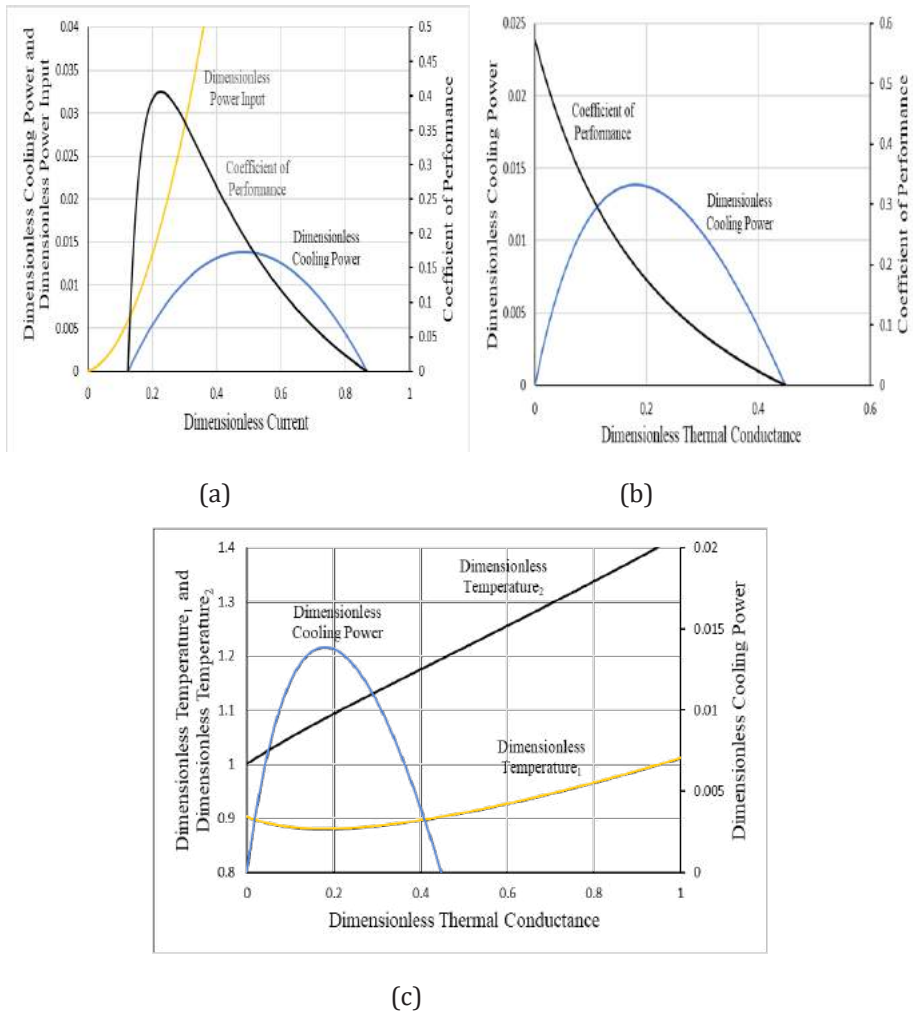 Dimensionless Cooling Power and
Dimensionless Power Input
0.04
0.035
0.03
0.025
0.02
0.015
0.01
0.005
0
0
0.2
0.4
0.6
0.8
1
Dimensionless Current
0.5
0.45
0.4
0.35
0.3
0.25
0.2
0.15
0.1
0.05
0
Coefficient of Performance
Dimensionless
Power Input
Coefficient of
Performance
Dimensionless
Cooling Power
(a)
Dimensionless Cooling Power
0.025
0.02
0.015
0.01
0.005
0
0
0.2
0.4
0.6
Dimensionless Thermal Conductance
0.6
0.5
0.4
0.3
0.2
0.1
0
Coefficient of Performance
Coefficient of
Performance
Dimensionless
Cooling Power
(b)
Dimensionless Temperature1 and
Dimensionless Temperature2
1.4
1.3
1.2
1.1
1
0.9
0.8
0
0.2
0.4
0.6
0.8
1
Dimensionless Thermal Conductance
0.02
0.015
0.01
0.005
0
Dimensionless Cooling Power
Dimensionless
Temperature2
Dimensionless
Cooling Power
Dimensionless
Temperature1
(c)